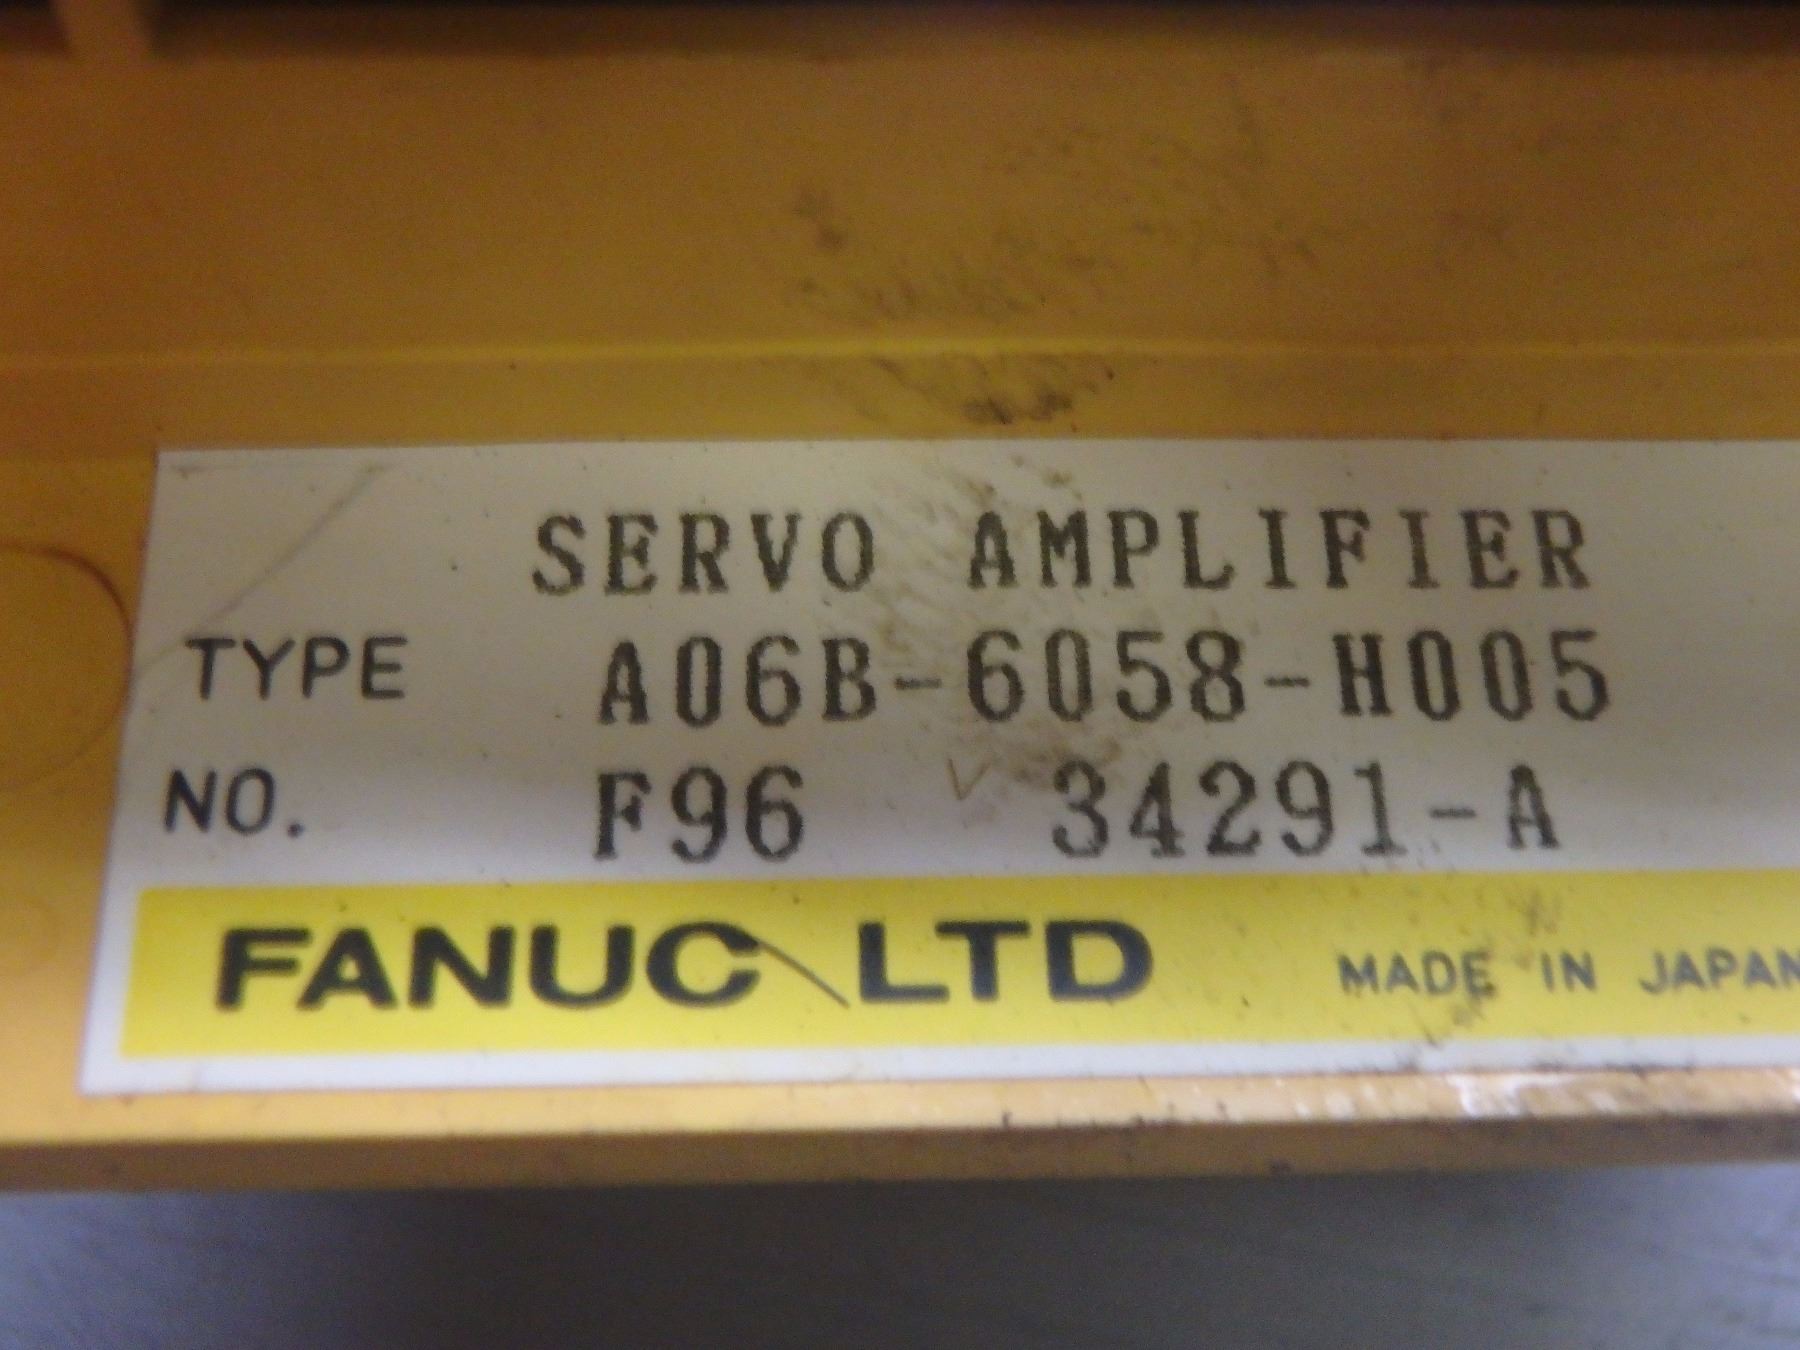 SERVO AMPLIFIER
TYPE A06B-6058-H005
NO. F96 34291-A
FANUC LTD MADE IN JAPAN